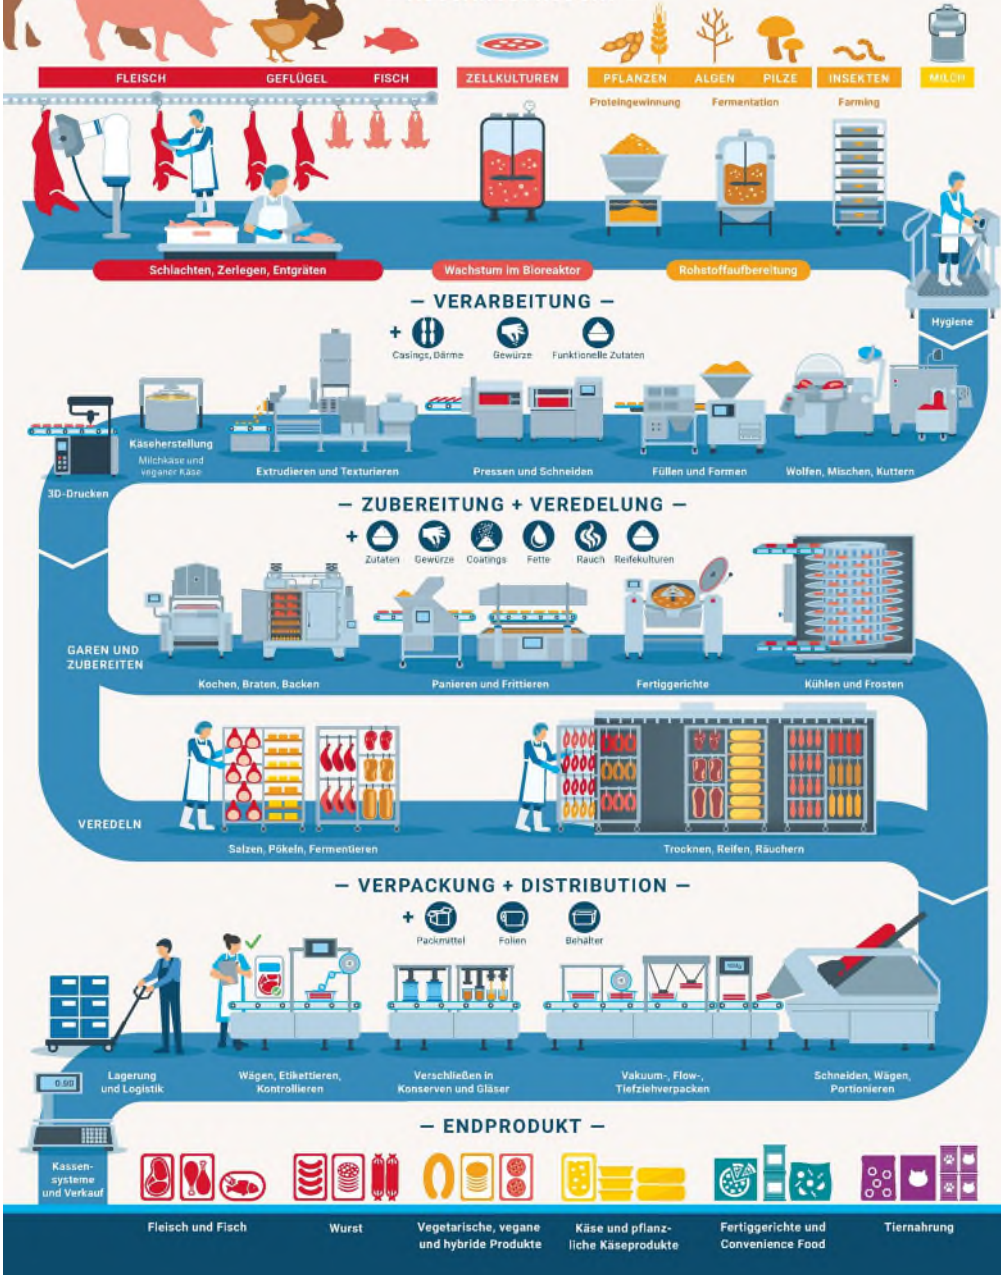 FLEISCH
GEFLÜGEL
FISCH
ZELLKULTUREN
PFLANZEN
ALGEN
PILZE
INSEKTEN
MILCH
Proteingewinnung
Fermentation
Farming
Schlachten, Zerlegen, Entgräten
Wachstum im Bioreaktor
Rohstoffaufbereitung
Hygiene
— VERARBEITUNG —
+
Casings, Därme
Gewürze
Funktionelle Zutaten
3D-Drucken
Käseherstellung
Milchkäse und
veganer Käse
Extrudieren und Texturieren
Pressen und Schneiden
Füllen und Formen
Wolfen, Mischen, Kuttern
— ZUBEREITUNG + VEREDELUNG —
+
Zutaten
Gewürze
Coatings
Fette
Rauch
Reifekulturen
GAREN UND
ZUBEREITEN
Kochen, Braten, Backen
Panieren und Frittieren
Fertiggerichte
Kühlen und Frosten
VEREDELN
Salzen, Pökeln, Fermentieren
Trocknen, Reifen, Räuchern
— VERPACKUNG + DISTRIBUTION —
+
Packmittel
Folien
Behälter
Lagerung
und Logistik
Wägen, Etikettieren,
Kontrollieren
Verschließen in
Konserven und Gläser
Vakuum-, Flow-,
Tiefziehverpacken
Schneiden, Wägen,
Portionieren
0.90
Kassen-
systeme
und Verkauf
— ENDPRODUKT —
Fleisch und Fisch
Wurst
Vegetarische, vegane
und hybride Produkte
Käse und pflanz-
liche Käseprodukte
Fertiggerichte und
Convenience Food
Tiernahrung